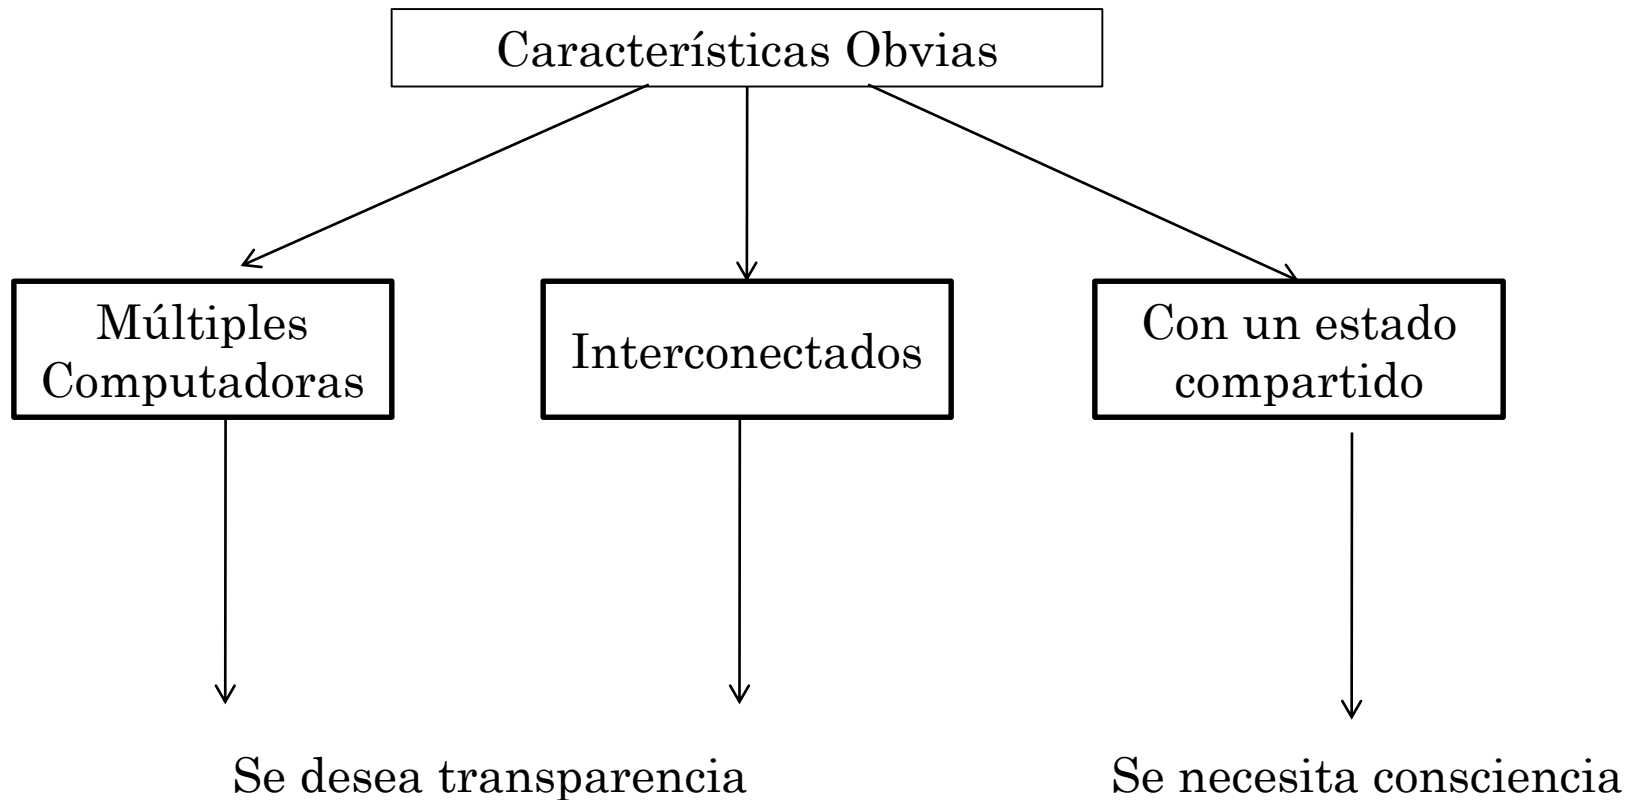 Características Obvias
Múltiples
Computadoras
Interconectados
Con un estado
compartido
Se desea transparencia
Se necesita consciencia